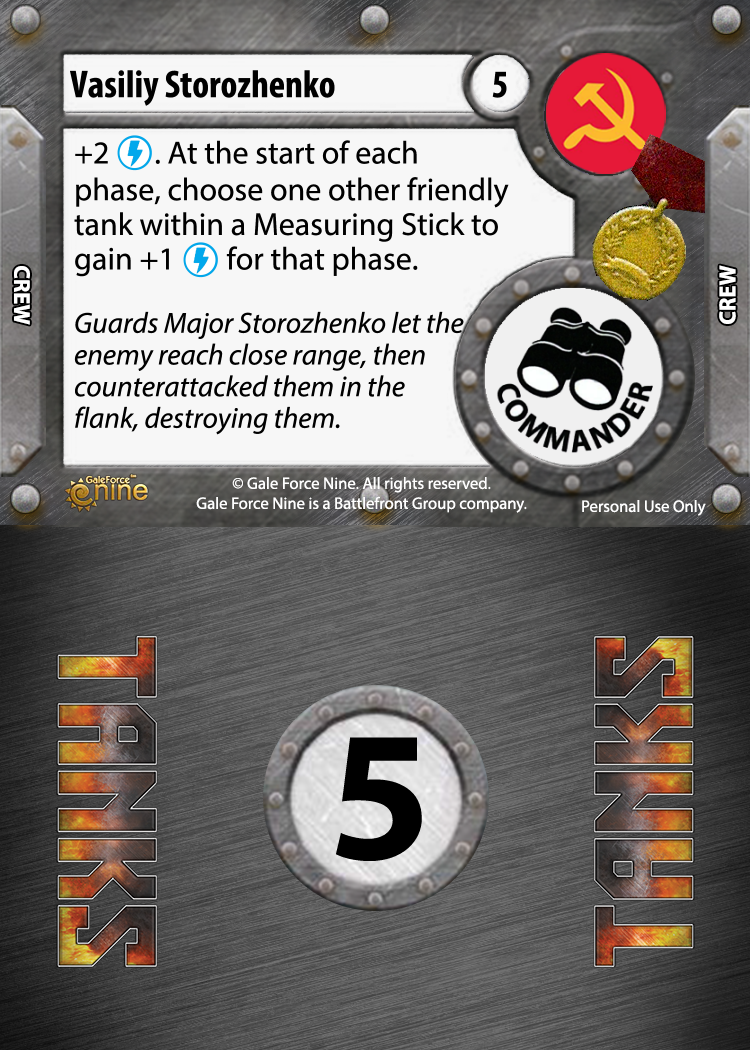 Vasiliy Storozhenko
5
+2 . At the start of each
phase, choose one other friendly
tank within a Measuring Stick to
gain +1 for that phase.
Guards Major Storozhenko let the
enemy reach close range, then
counterattacked them in the
flank, destroying them.
CREW
CREW
COMMANDER
GaleForce™
nine
© Gale Force Nine. All rights reserved.
Gale Force Nine is a Battlefront Group company.
Personal Use Only
TANKS
5
TANKS